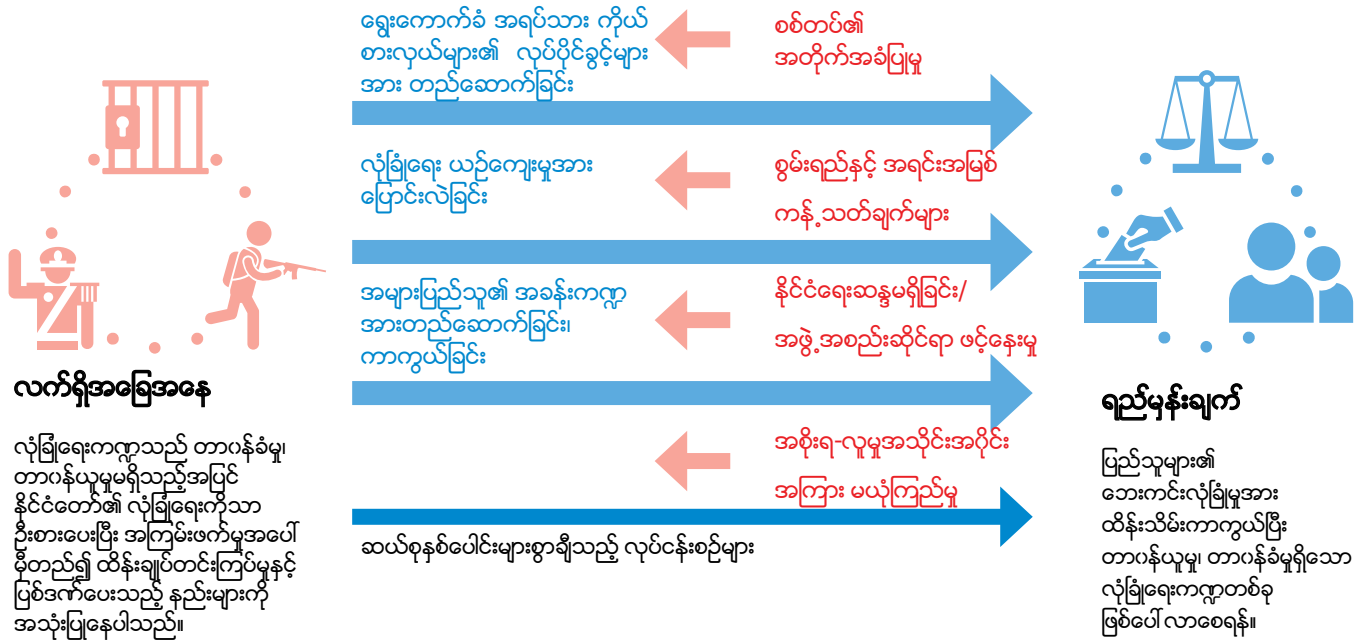 ရွေးကောက်ခံ အရပ်သား ကိုယ်
စားလှယ်များ၏ လုပ်ပိုင်ခွင့်များ
အား တည်ဆောက်ခြင်း
စစ်တပ်၏
အတိုက်အခံပြုမှု
လုံခြုံရေး ယဉ်ကျေးမှုအား
ပြောင်းလဲခြင်း
စွမ်းရည်နှင့် အရင်းအမြစ်
ကန့်သတ်ချက်များ
အများပြည်သူ၏ အခန်းကဏ္ဍ
အားတည်ဆောက်ခြင်း၊
ကာကွယ်ခြင်း
နိုင်ငံရေးဆန္ဒမရှိခြင်း/
အဖွဲ့အစည်းဆိုင်ရာ ဖင့်နှေးမှု
အစိုးရ-လူမှုအသိုင်းအဝိုင်း
အကြား မယုံကြည်မှု
ဆယ်စုနှစ်ပေါင်းများစွာချီသည့် လုပ်ငန်းစဉ်များ
လက်ရှိအခြေအနေ
လုံခြုံရေးကဏ္ဍသည် တာဝန်ခံမှု၊
တာဝန်ယူမှုမရှိသည့်အပြင်
နိုင်ငံတော်၏ လုံခြုံရေးကိုသာ
ဦးစားပေးပြီး အကြမ်းဖက်မှုအပေါ်
မှီတည်၍ ထိန်းချုပ်တင်းကြပ်မှုနှင့်
ပြစ်ဒဏ်ပေးသည့် နည်းများကို
အသုံးပြုနေပါသည်။
ရည်မှန်းချက်
ပြည်သူများ၏
ဘေးကင်းလုံခြုံမှုအား
ထိန်းသိမ်းကာကွယ်ပြီး
တာဝန်ယူမှု၊ တာဝန်ခံမှုရှိသော
လုံခြုံရေးကဏ္ဍတစ်ခု
ဖြစ်ပေါ်လာစေရန်။